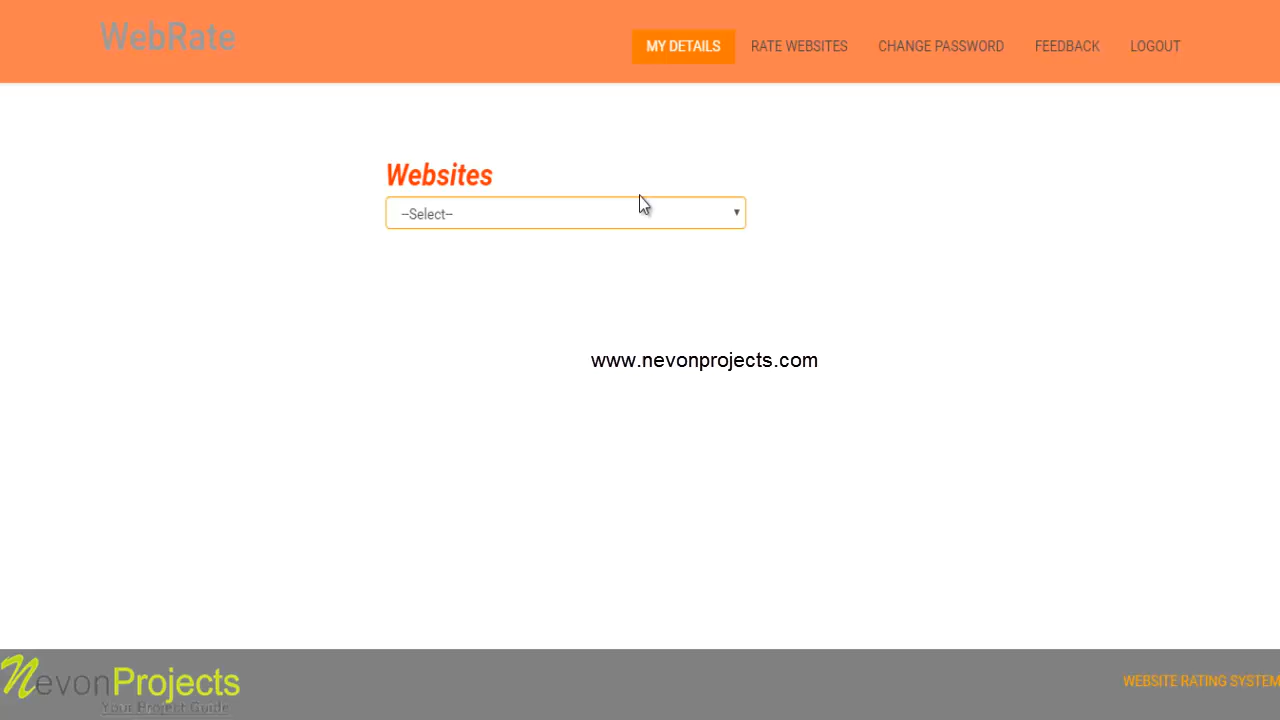 WebRate
MY DETAILS RATE WEBSITES CHANGE PASSWORD FEEDBACK LOGOUT
Websites
--Select--
www.nevonprojects.com
NevonProjects
Your Project Guide
WEBSITE RATING SYSTEM